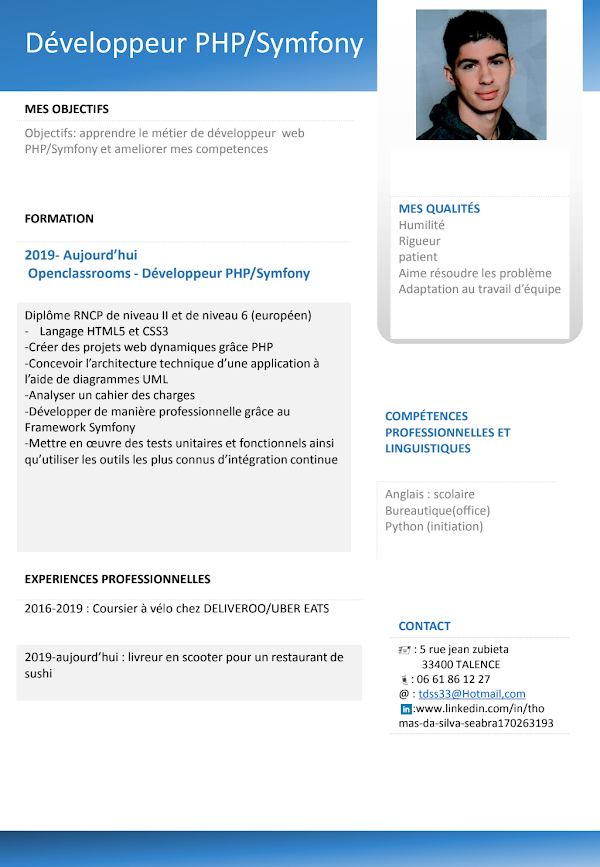 Développeur PHP/Symfony
MES OBJECTIFS
Objectifs: apprendre le métier de développeur web
PHP/Symfony et ameliorer mes competences
FORMATION
2019- Aujourd’hui
Openclassrooms - Développeur PHP/Symfony
Diplôme RNCP de niveau II et de niveau 6 (européen)
- Langage HTML5 et CSS3
-Créer des projets web dynamiques grâce PHP
-Concevoir l’architecture technique d’une application à
l’aide de diagrammes UML
-Analyser un cahier des charges
-Développer de manière professionnelle grâce au
Framework Symfony
-Mettre en œuvre des tests unitaires et fonctionnels ainsi
qu’utiliser les outils les plus connus d’intégration continue
EXPERIENCES PROFESSIONNELLES
2016-2019 : Coursier à vélo chez DELIVEROO/UBER EATS
2019-aujourd’hui : livreur en scooter pour un restaurant de
sushi
MES QUALITÉS
Humilité
Rigueur
patient
Aime résoudre les problème
Adaptation au travail d’équipe
COMPÉTENCES
PROFESSIONNELLES ET
LINGUISTIQUES
Anglais : scolaire
Bureautique(office)
Python (initiation)
CONTACT
: 5 rue jean zubieta
33400 TALENCE
: 06 61 86 12 27
@ : tdss33@Hotmail,com
in:www.linkedin.com/in/tho
mas-da-silva-seabra170263193